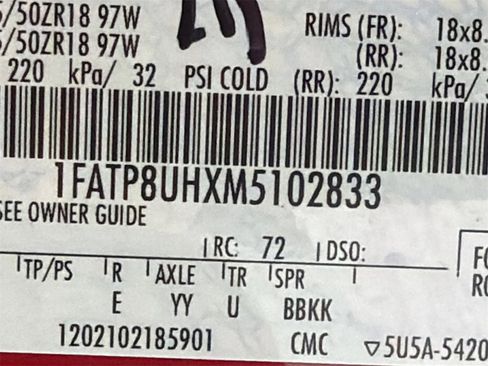 /50ZR18 97W RIMS (FR): 18x8.
/50ZR18 97W (RR): 18x8.
220 kPa/ 32 PSI COLD (RR): 220 kPa/
1FATP8UHXM5102833
SEE OWNER GUIDE
RC: 72 DSO:
TP/PS R AXLE TR SPR
E YY U BBKK
1202102185901 CMC ▽5U5A-5420